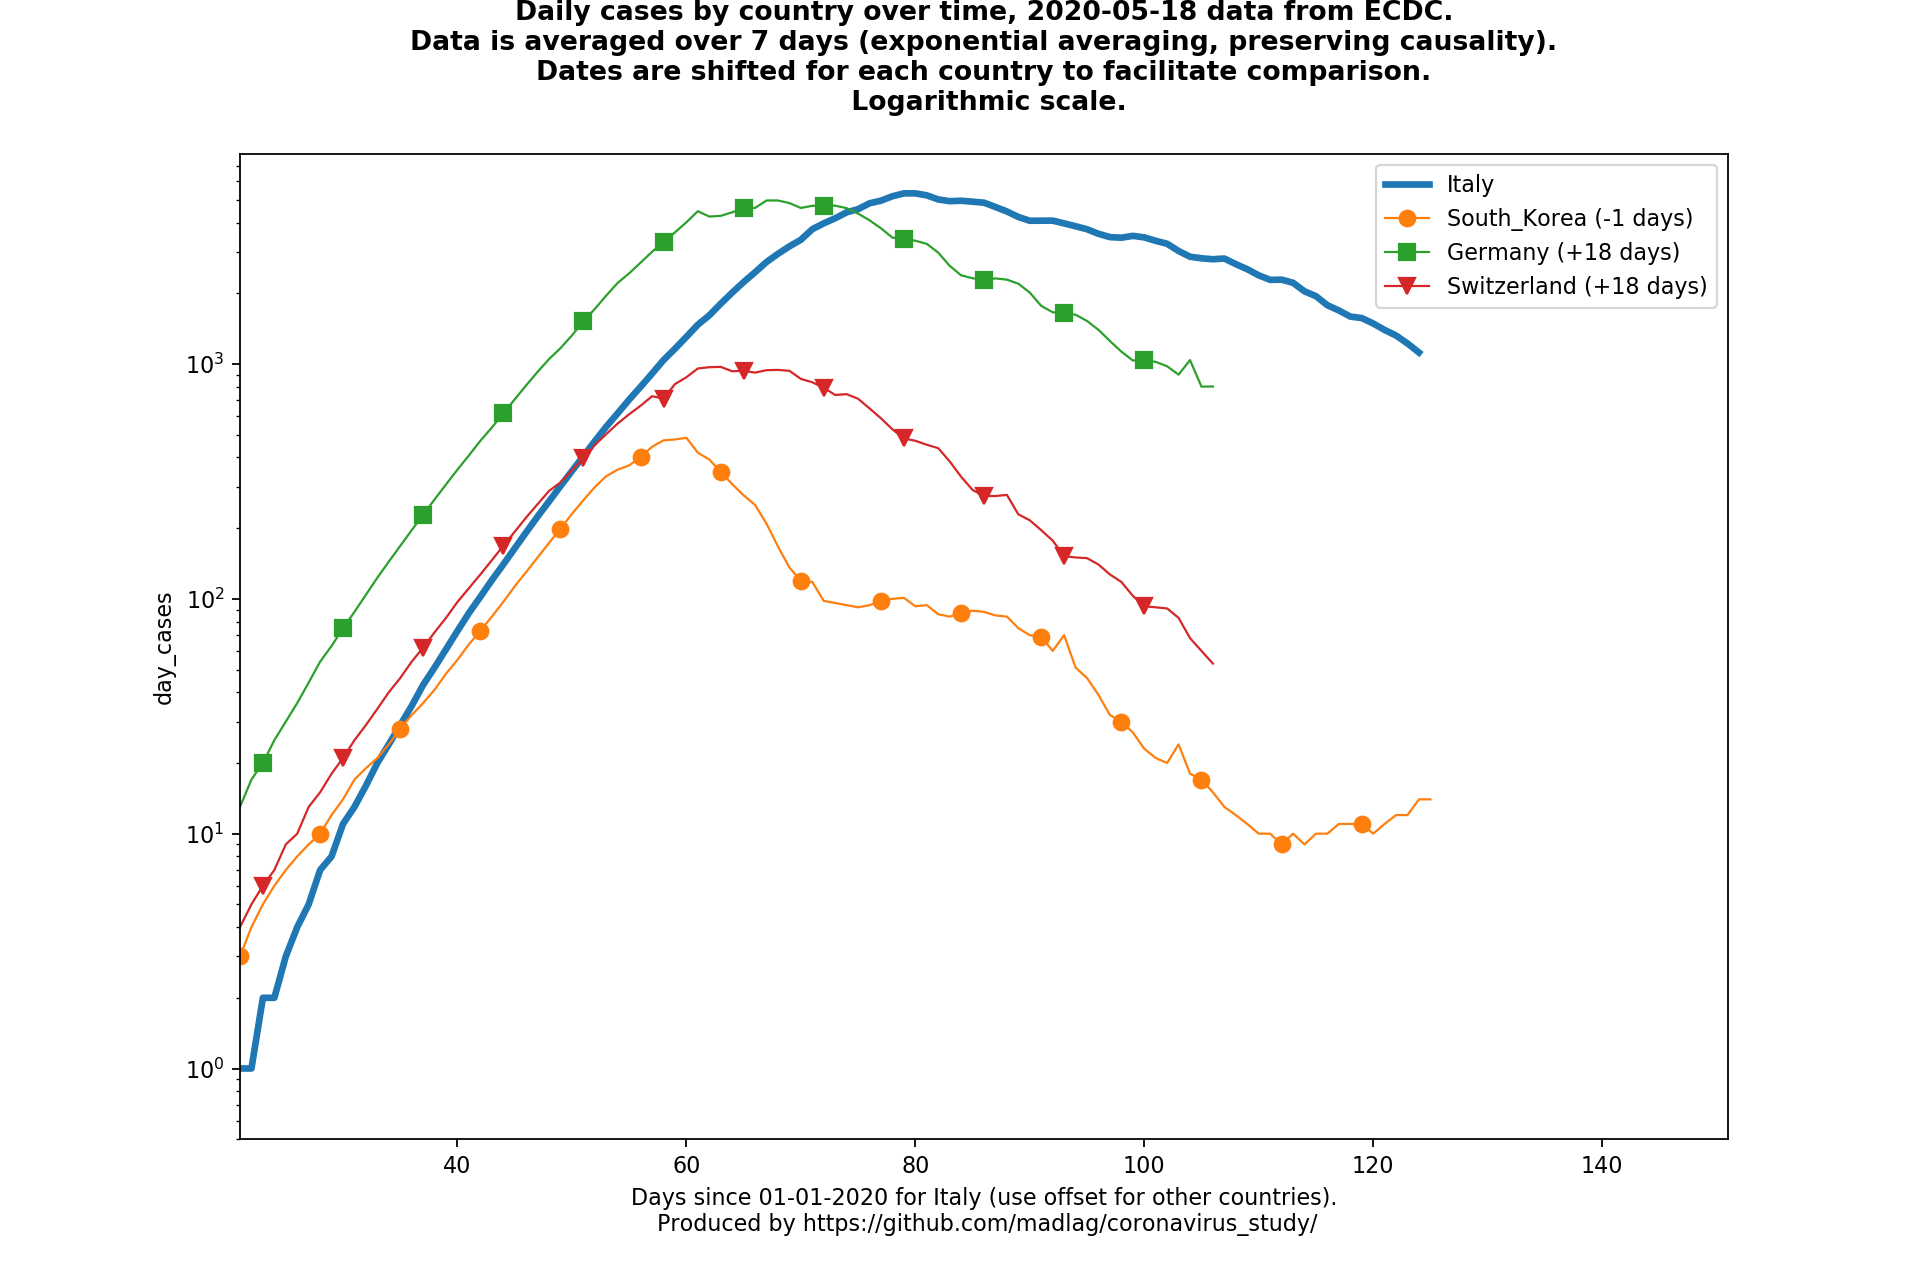 Daily cases by country over time, 2020-05-18 data from ECDC.
Data is averaged over 7 days (exponential averaging, preserving causality).
Dates are shifted for each country to facilitate comparison.
Logarithmic scale.
Italy
South_Korea (-1 days)
Germany (+18 days)
Switzerland (+18 days)
day_cases
10³
10²
10¹
10⁰
40 60 80 100 120 140
Days since 01-01-2020 for Italy (use offset for other countries).
Produced by https://github.com/madlag/coronavirus_study/